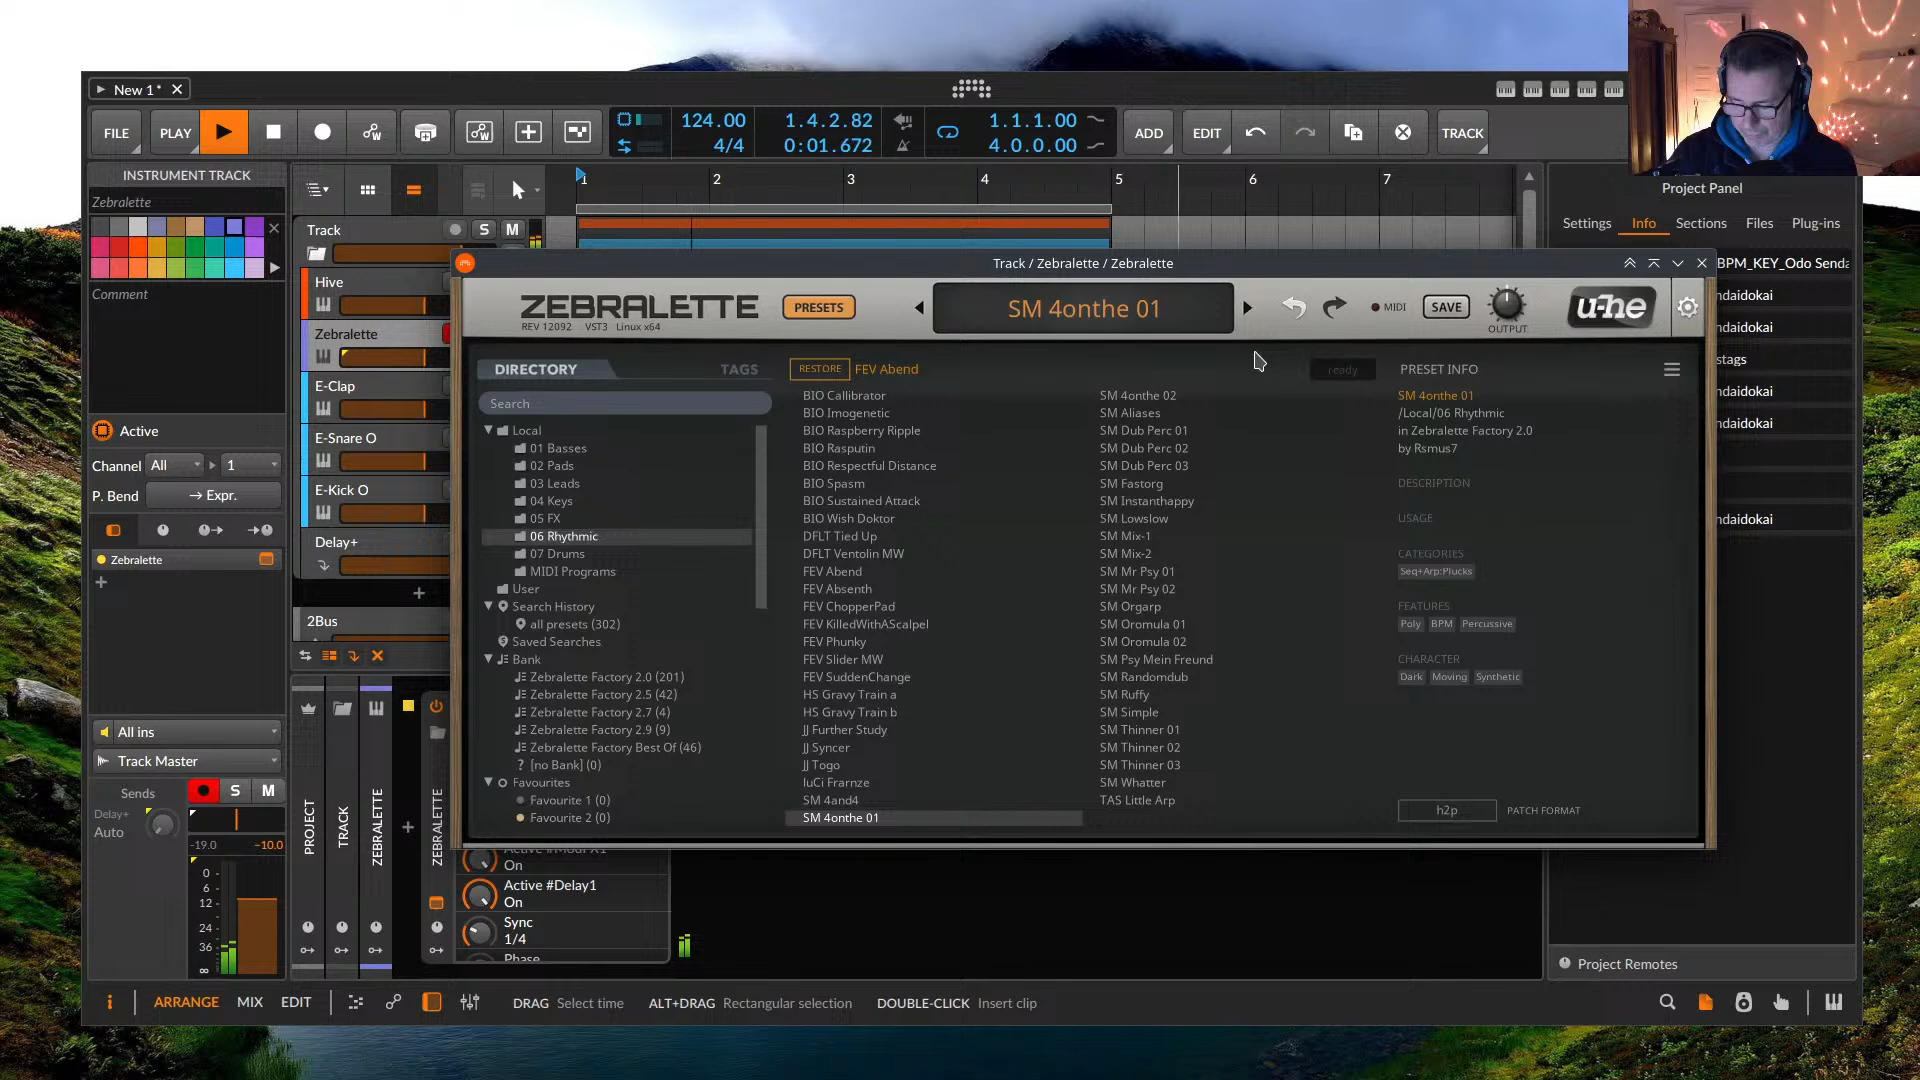 New 1*
FILE
PLAY
124.00
4/4
1.4.2.82
0:01.672
1.1.1.00
4.0.0.00
ADD
EDIT
TRACK
INSTRUMENT TRACK
Zebralette
Comment
Active
Channel All 1
P. Bend → Expr.
Zebralette
+
All ins
Track Master
Sends
S M
Delay+
Auto
-19.0 -10.0
0
6
12
24
36
∞
1 2 3 4 5 6 7
Track S M
Hive
Zebralette
E-Clap
E-Snare O
E-Kick O
Delay+
+
2Bus
PROJECT
TRACK
ZEBRALETTE
+
ZEBRALETTE
On
Active #Delay1
On
Sync
1/4
Phase
Track / Zebralette / Zebralette
ZEBRALETTE
REV 12092 VST3 Linux x64
PRESETS
SM 4onthe 01
MIDI
SAVE
OUTPUT
u-he
DIRECTORY
TAGS
Search
Local
01 Basses
02 Pads
03 Leads
04 Keys
05 FX
06 Rhythmic
07 Drums
MIDI Programs
User
Search History
all presets (302)
Saved Searches
Bank
Zebralette Factory 2.0 (201)
Zebralette Factory 2.5 (42)
Zebralette Factory 2.7 (4)
Zebralette Factory 2.9 (9)
Zebralette Factory Best Of (46)
? [no Bank] (0)
Favourites
Favourite 1 (0)
Favourite 2 (0)
RESTORE FEV Abend
BIO Callibrator
BIO Imogenetic
BIO Raspberry Ripple
BIO Rasputin
BIO Respectful Distance
BIO Spasm
BIO Sustained Attack
BIO Wish Doktor
DFLT Tied Up
DFLT Ventolin MW
FEV Abend
FEV Absenth
FEV ChopperPad
FEV KilledWithAScalpel
FEV Phunky
FEV Slider MW
FEV SuddenChange
HS Gravy Train a
HS Gravy Train b
JJ Further Study
JJ Syncer
JJ Togo
luCi Frarnze
SM 4and4
SM 4onthe 01
SM 4onthe 02
SM Aliases
SM Dub Perc 01
SM Dub Perc 02
SM Dub Perc 03
SM Fastorg
SM Instanthappy
SM Lowslow
SM Mix-1
SM Mix-2
SM Mr Psy 01
SM Mr Psy 02
SM Orgarp
SM Oromula 01
SM Oromula 02
SM Psy Mein Freund
SM Randomdub
SM Ruffy
SM Simple
SM Thinner 01
SM Thinner 02
SM Thinner 03
SM Whatter
TAS Little Arp
ready
PRESET INFO
SM 4onthe 01
/Local/06 Rhythmic
in Zebralette Factory 2.0
by Rsmus7
DESCRIPTION
USAGE
CATEGORIES
Seq+Arp:Plucks
FEATURES
Poly BPM Percussive
CHARACTER
Dark Moving Synthetic
h2p PATCH FORMAT
Project Panel
Settings Info Sections Files Plug-ins
BPM_KEY_Odo Senda
ndaidokai
ndaidokai
stags
ndaidokai
ndaidokai
ndaidokai
Project Remotes
i ARRANGE MIX EDIT
DRAG Select time ALT+DRAG Rectangular selection DOUBLE-CLICK Insert clip